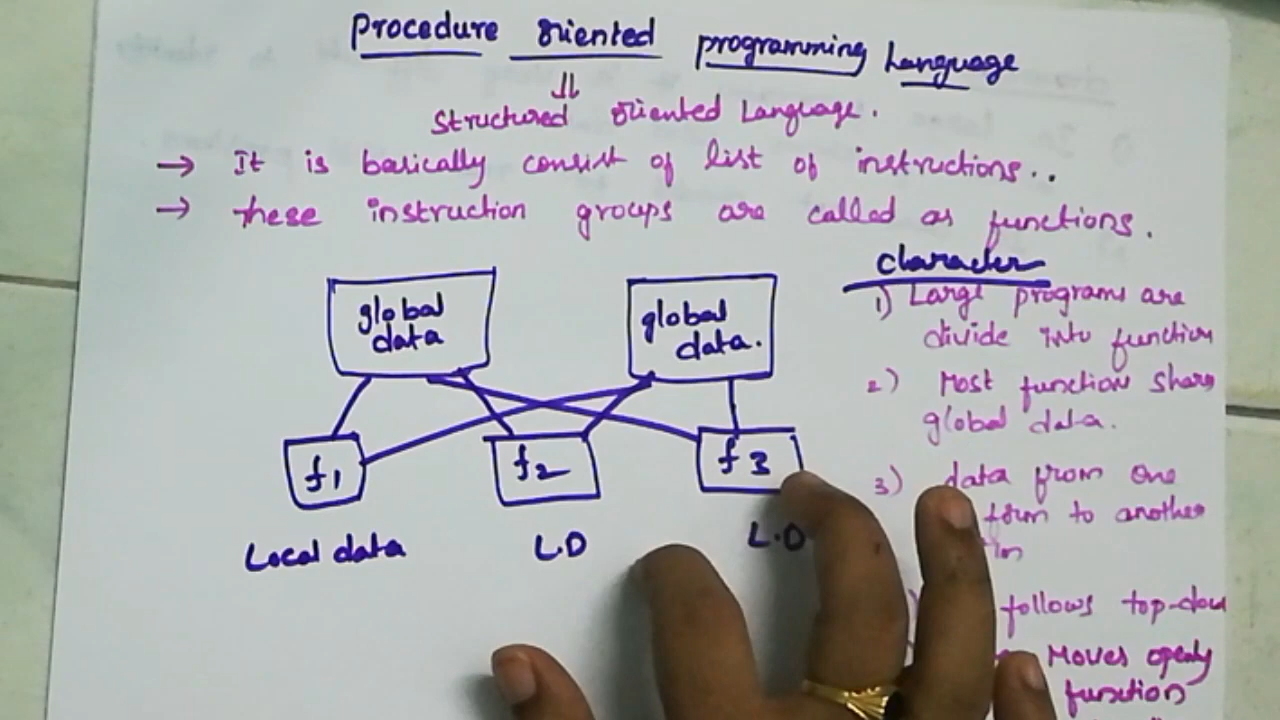 Procedure oriented programming Language
Structured oriented Language.
→ It is basically consist of list of instructions..
→ these instruction groups are called as functions.
character
1) Large programs are
divide into function
2) Most function share
global data.
3) data from one
form to another
follows top-down
Moves openly
function
global
data
global
data.
f1
f2
f3
Local data
L.D
L.D